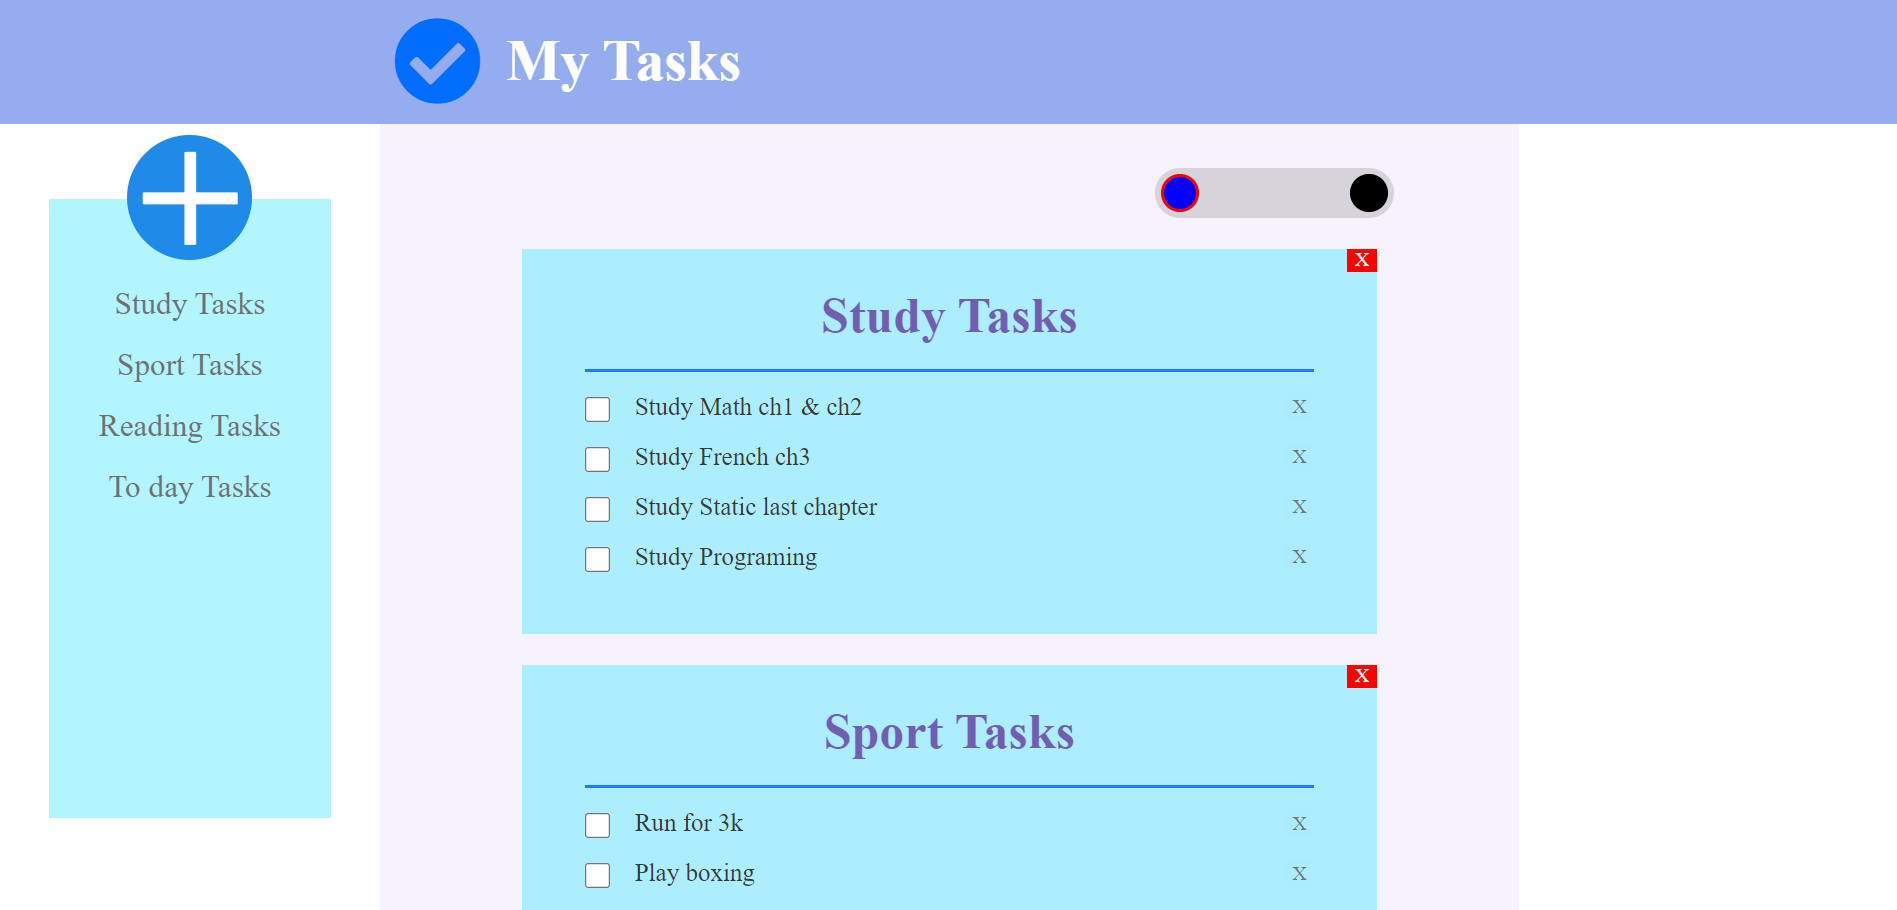 My Tasks
Study Tasks
Sport Tasks
Reading Tasks
To day Tasks
X
Study Tasks
Study Math ch1 & ch2 X
Study French ch3 X
Study Static last chapter X
Study Programing X
X
Sport Tasks
Run for 3k X
Play boxing X